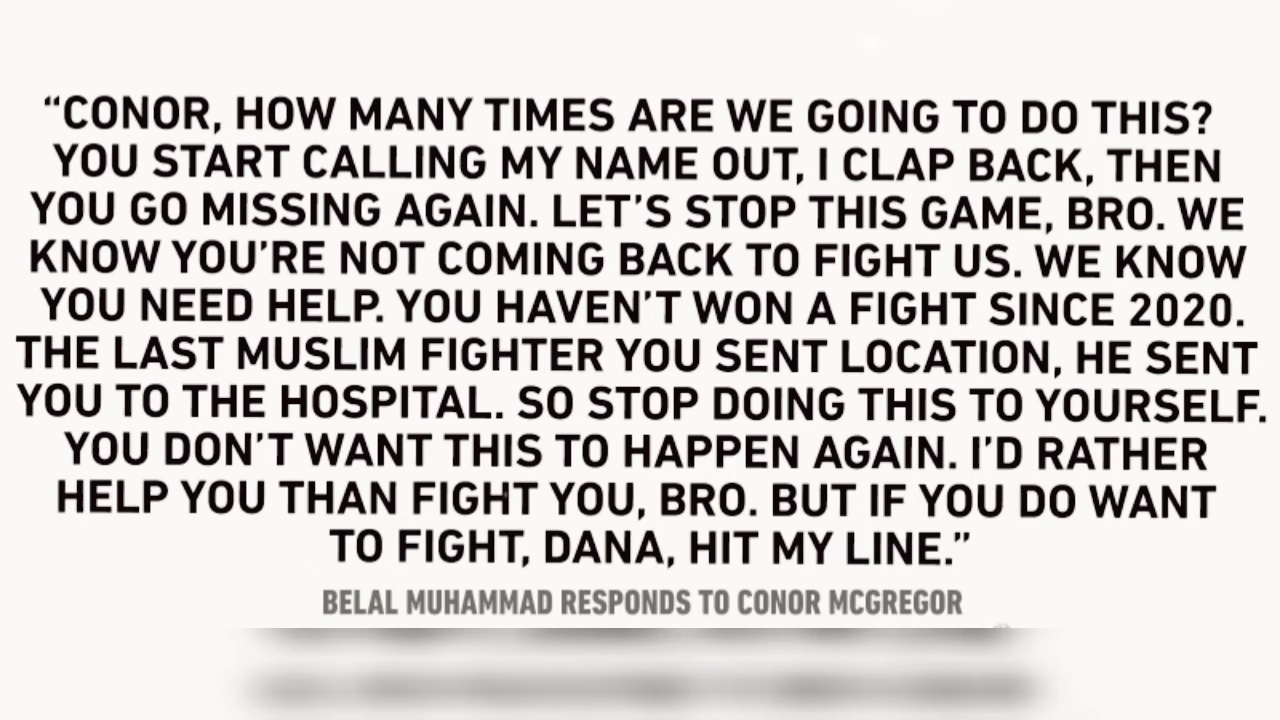 “CONOR, HOW MANY TIMES ARE WE GOING TO DO THIS?
YOU START CALLING MY NAME OUT, I CLAP BACK, THEN
YOU GO MISSING AGAIN. LET’S STOP THIS GAME, BRO. WE
KNOW YOU’RE NOT COMING BACK TO FIGHT US. WE KNOW
YOU NEED HELP. YOU HAVEN’T WON A FIGHT SINCE 2020.
THE LAST MUSLIM FIGHTER YOU SENT LOCATION, HE SENT
YOU TO THE HOSPITAL. SO STOP DOING THIS TO YOURSELF.
YOU DON’T WANT THIS TO HAPPEN AGAIN. I’D RATHER
HELP YOU THAN FIGHT YOU, BRO. BUT IF YOU DO WANT
TO FIGHT, DANA, HIT MY LINE.”
BELAL MUHAMMAD RESPONDS TO CONOR MCGREGOR